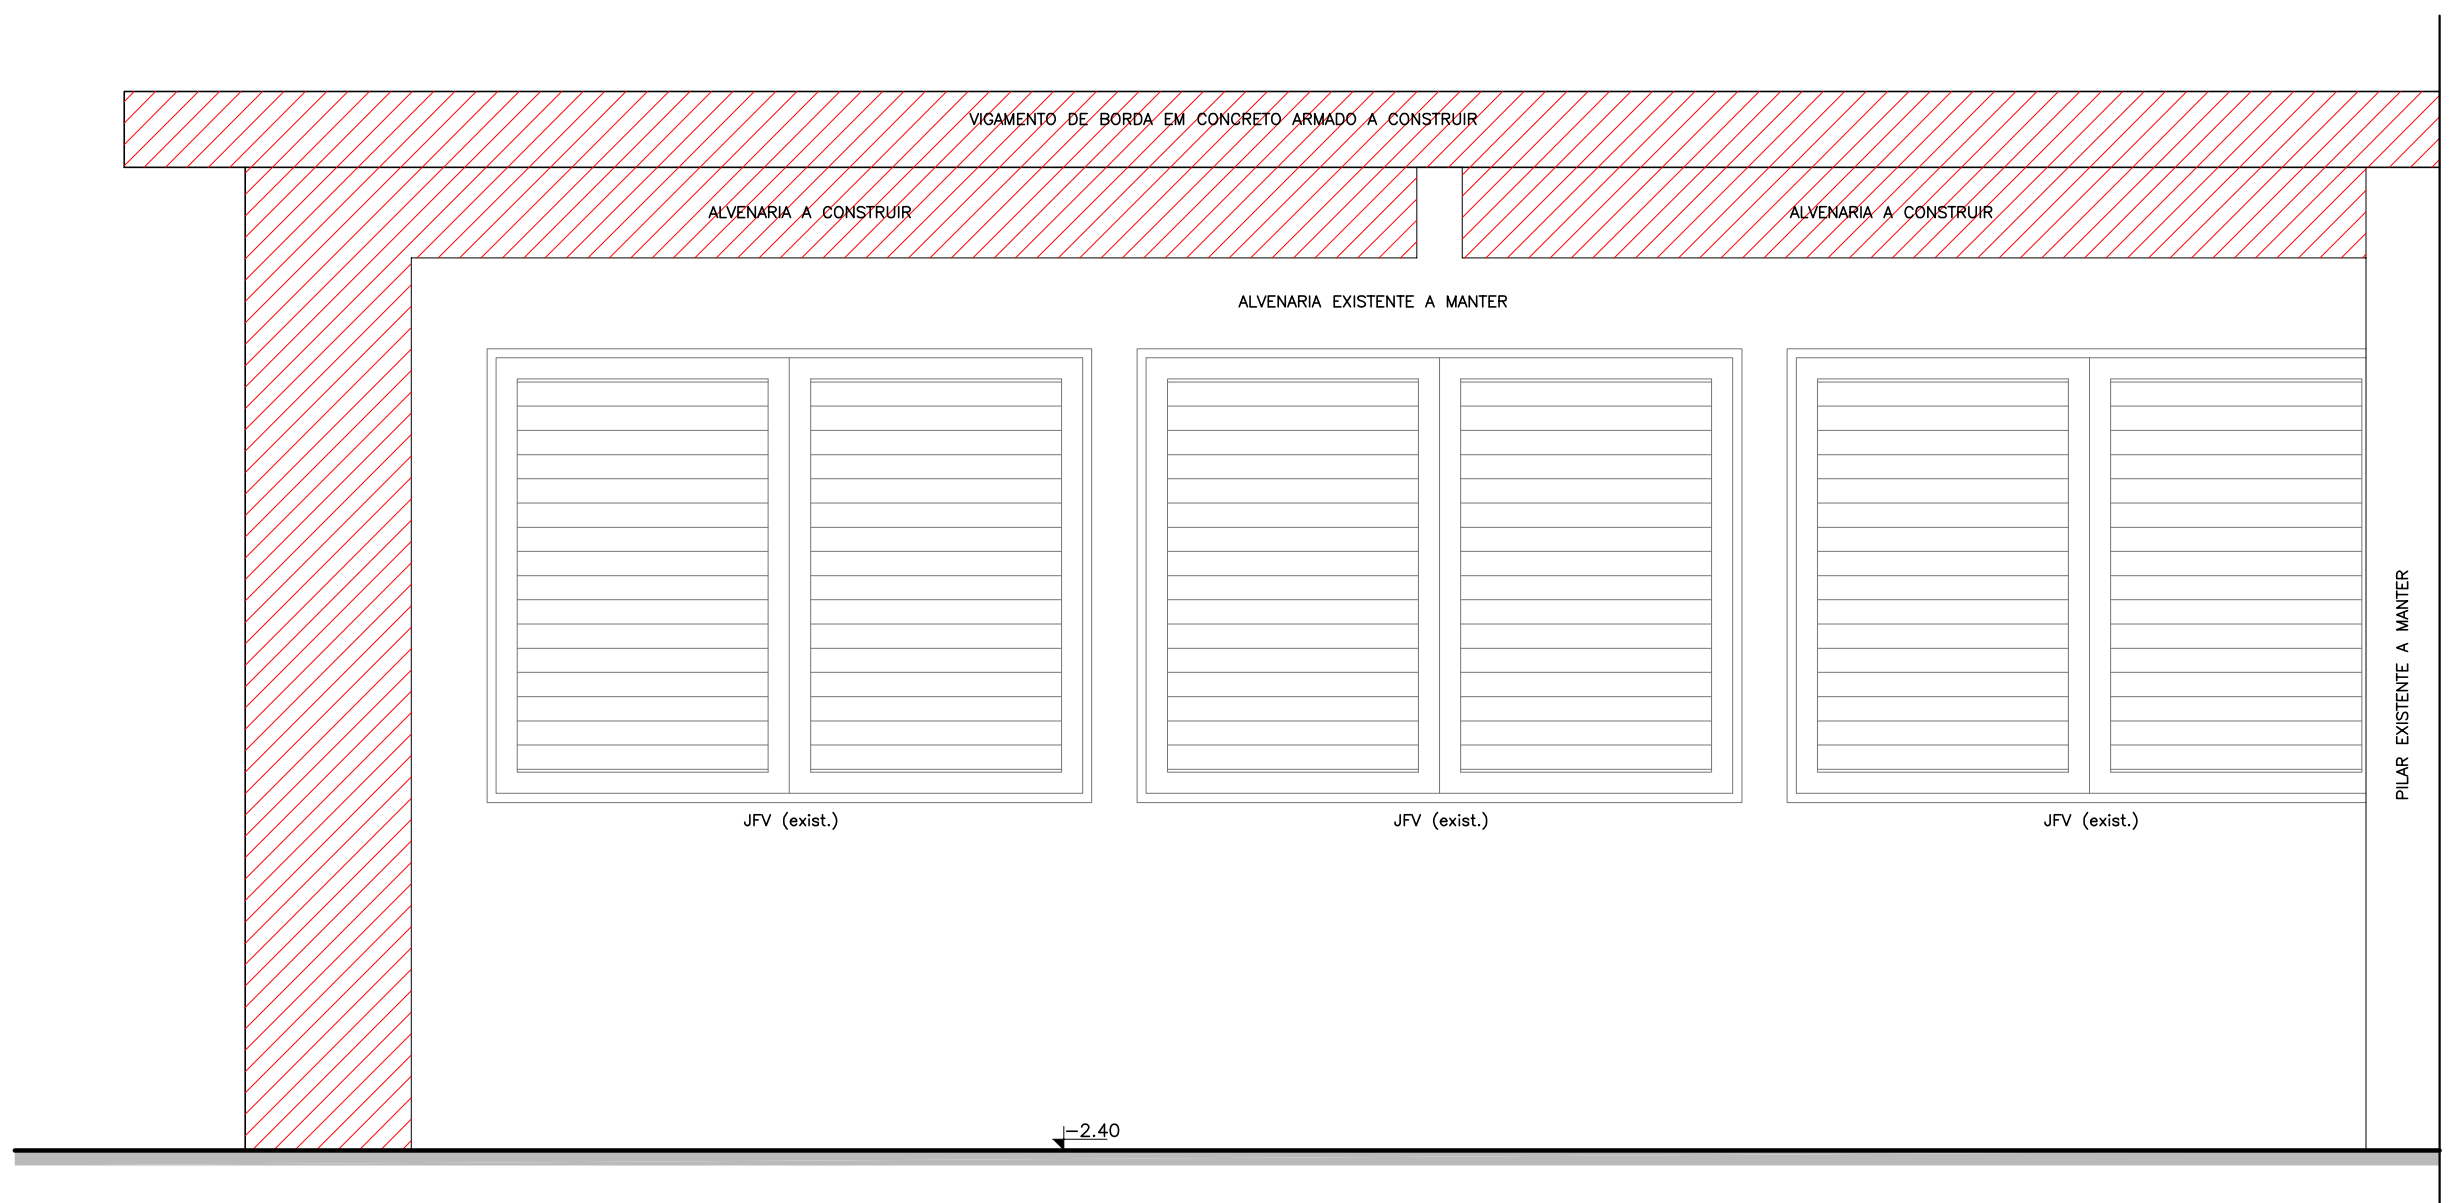 VIGAMENTO DE BORDA EM CONCRETO ARMADO A CONSTRUIR
ALVENARIA A CONSTRUIR
ALVENARIA A CONSTRUIR
ALVENARIA EXISTENTE A MANTER
PILAR EXISTENTE A MANTER
JFV (exist.)
JFV (exist.)
JFV (exist.)
-2.40